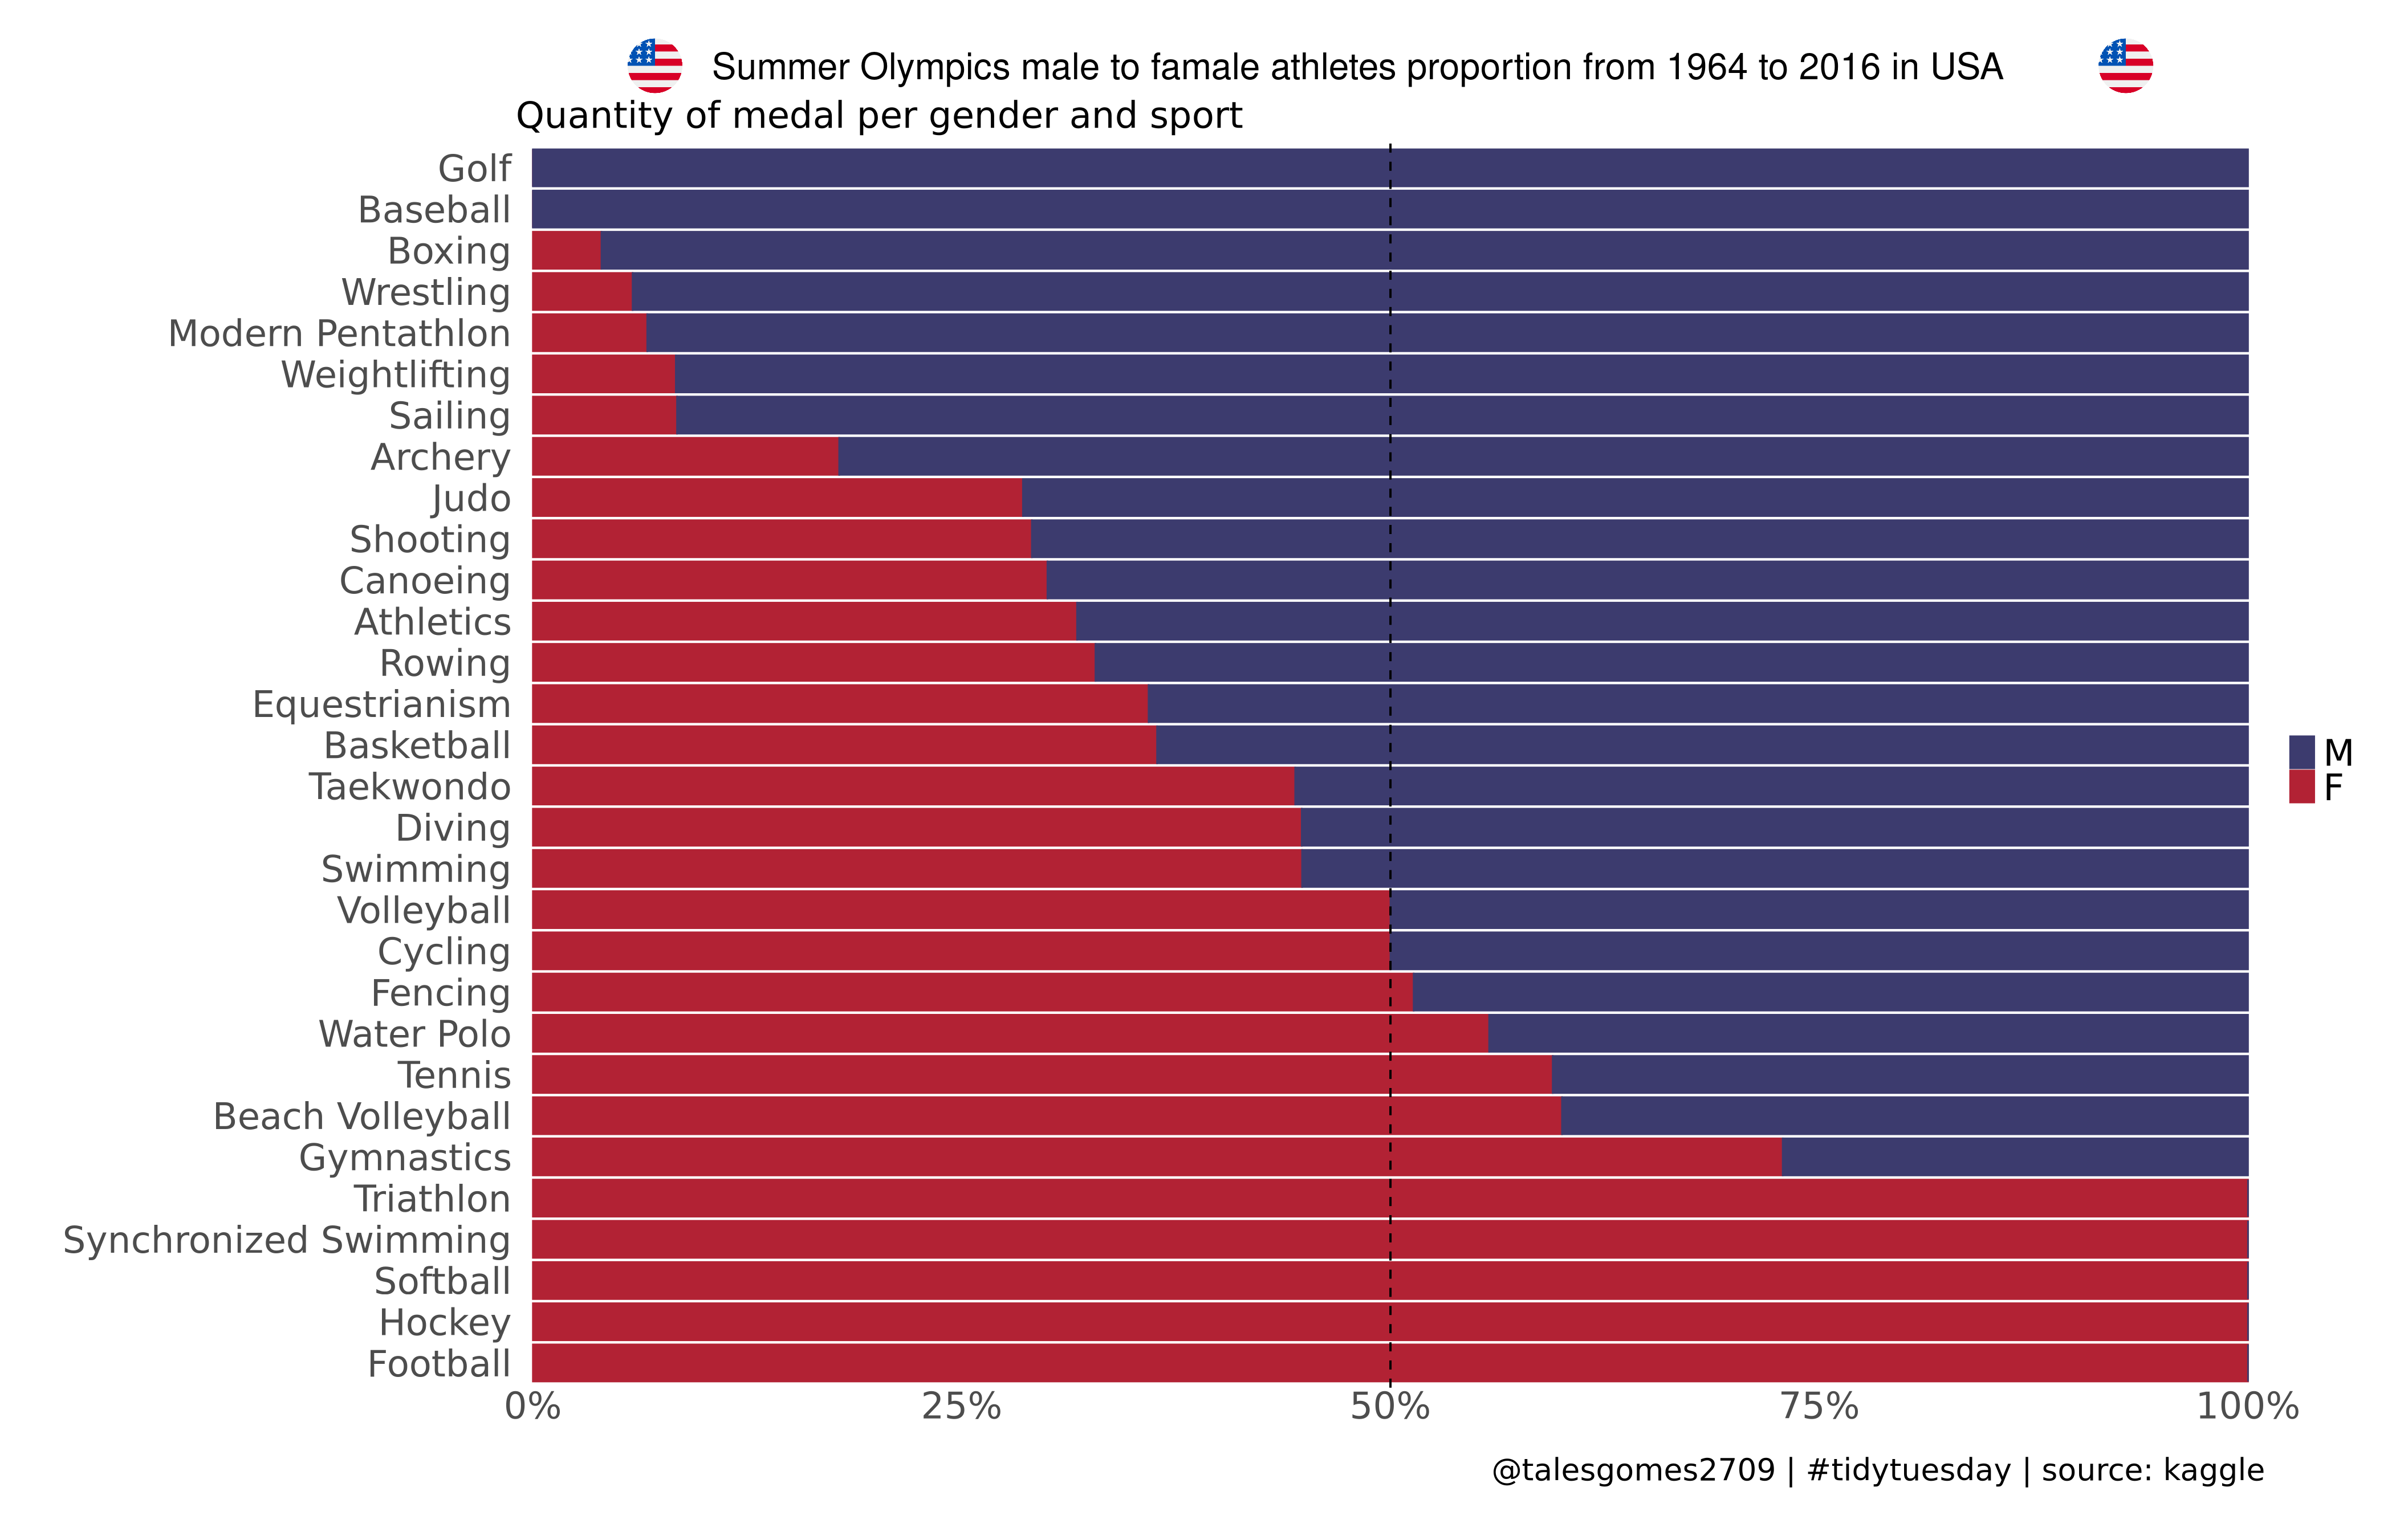 Summer Olympics male to famale athletes proportion from 1964 to 2016 in USA
Quantity of medal per gender and sport
Golf
Baseball
Boxing
Wrestling
Modern Pentathlon
Weightlifting
Sailing
Archery
Judo
Shooting
Canoeing
Athletics
Rowing
Equestrianism
Basketball
Taekwondo
Diving
Swimming
Volleyball
Cycling
Fencing
Water Polo
Tennis
Beach Volleyball
Gymnastics
Triathlon
Synchronized Swimming
Softball
Hockey
Football
0% 25% 50% 75% 100%
M
F
@talesgomes2709 | #tidytuesday | source: kaggle